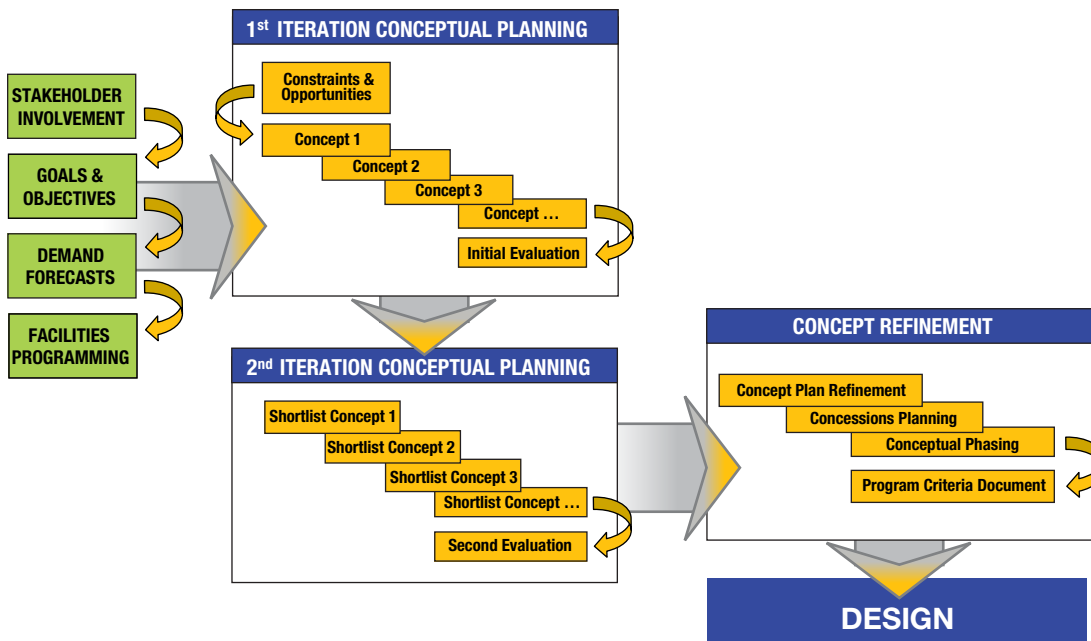 STAKEHOLDER
INVOLVEMENT
GOALS &
OBJECTIVES
DEMAND
FORECASTS
FACILITIES
PROGRAMMING
1st ITERATION CONCEPTUAL PLANNING
Constraints &
Opportunities
Concept 1
Concept 2
Concept 3
Concept …
Initial Evaluation
2nd ITERATION CONCEPTUAL PLANNING
Shortlist Concept 1
Shortlist Concept 2
Shortlist Concept 3
Shortlist Concept …
Second Evaluation
CONCEPT REFINEMENT
Concept Plan Refinement
Concessions Planning
Conceptual Phasing
Program Criteria Document
DESIGN